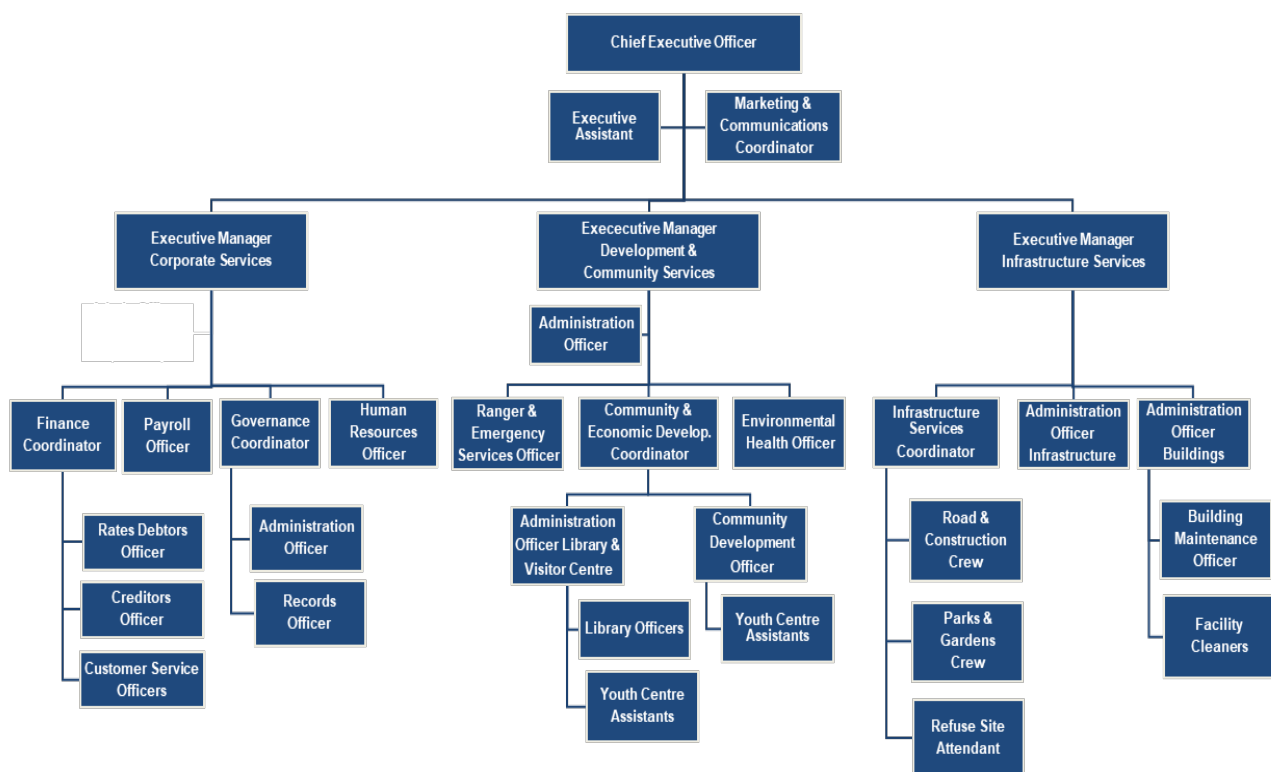 Chief Executive Officer
Executive
Assistant
Marketing &
Communications
Coordinator
Executive Manager
Corporate Services
Exececutive Manager
Development &
Community Services
Executive Manager
Infrastructure Services
Administration
Officer
Finance
Coordinator
Payroll
Officer
Governance
Coordinator
Human
Resources
Officer
Ranger &
Emergency
Services Officer
Community &
Economic Develop.
Coordinator
Environmental
Health Officer
Infrastructure
Services
Coordinator
Administration
Officer
Infrastructure
Administration
Officer
Buildings
Rates Debtors
Officer
Creditors
Officer
Customer Service
Officers
Administration
Officer
Records
Officer
Administration
Officer Library &
Visitor Centre
Community
Development
Officer
Library Officers
Youth Centre
Assistants
Youth Centre
Assistants
Road &
Construction
Crew
Parks &
Gardens
Crew
Refuse Site
Attendant
Building
Maintenance
Officer
Facility
Cleaners